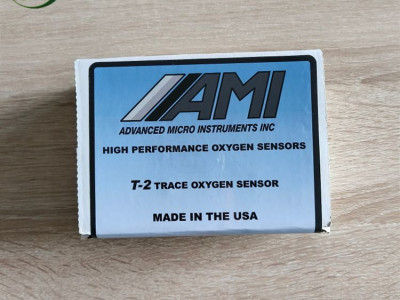 AMI
ADVANCED MICRO INSTRUMENTS INC
HIGH PERFORMANCE OXYGEN SENSORS
T-2 TRACE OXYGEN SENSOR
MADE IN THE USA